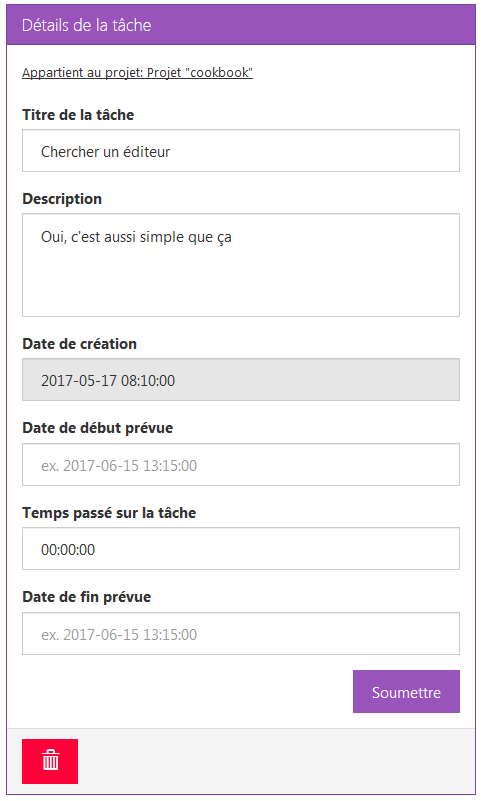 Détails de la tâche
Appartient au projet: Projet "cookbook"
Titre de la tâche
Chercher un éditeur
Description
Oui, c'est aussi simple que ça
Date de création
2017-05-17 08:10:00
Date de début prévue
ex. 2017-06-15 13:15:00
Temps passé sur la tâche
00:00:00
Date de fin prévue
ex. 2017-06-15 13:15:00
Soumettre